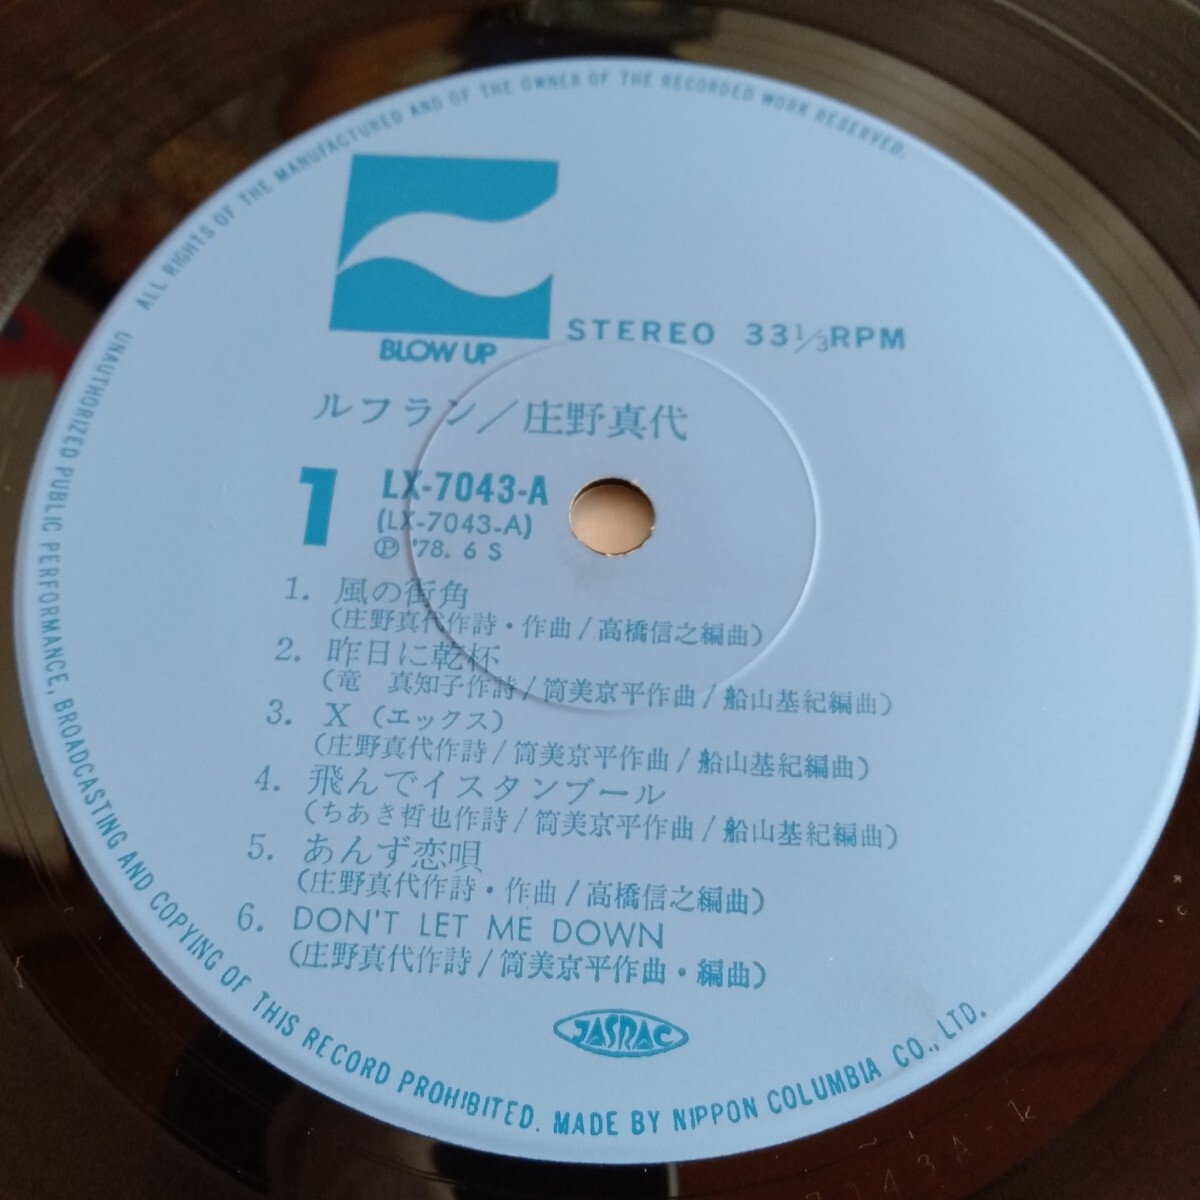 ALL RIGHTS OF THE MANUFACTURED AND OF THE OWNER OF THE RECORDED WORK RESERVED.
BLOW UP
STEREO 33 1/3 RPM
ルフラン／庄野真代
1
LX-7043-A
(LX-7043-A)
Ⓟ '78. 6 S
1. 風の街角
(庄野真代作詩・作曲/高橋信之編曲)
2. 昨日に乾杯
(竜 真知子作詩/筒美京平作曲/船山基紀編曲)
3. X (エックス)
(庄野真代作詩/筒美京平作曲/船山基紀編曲)
4. 飛んでイスタンブール
(ちあき哲也作詩/筒美京平作曲/船山基紀編曲)
5. あんず恋唄
(庄野真代作詩・作曲/高橋信之編曲)
6. DON'T LET ME DOWN
(庄野真代作詩/筒美京平作曲・編曲)
JASRAC
UNAUTHORIZED PUBLIC PERFORMANCE, BROADCASTING AND COPYING OF THIS RECORD PROHIBITED. MADE BY NIPPON COLUMBIA CO., LTD.